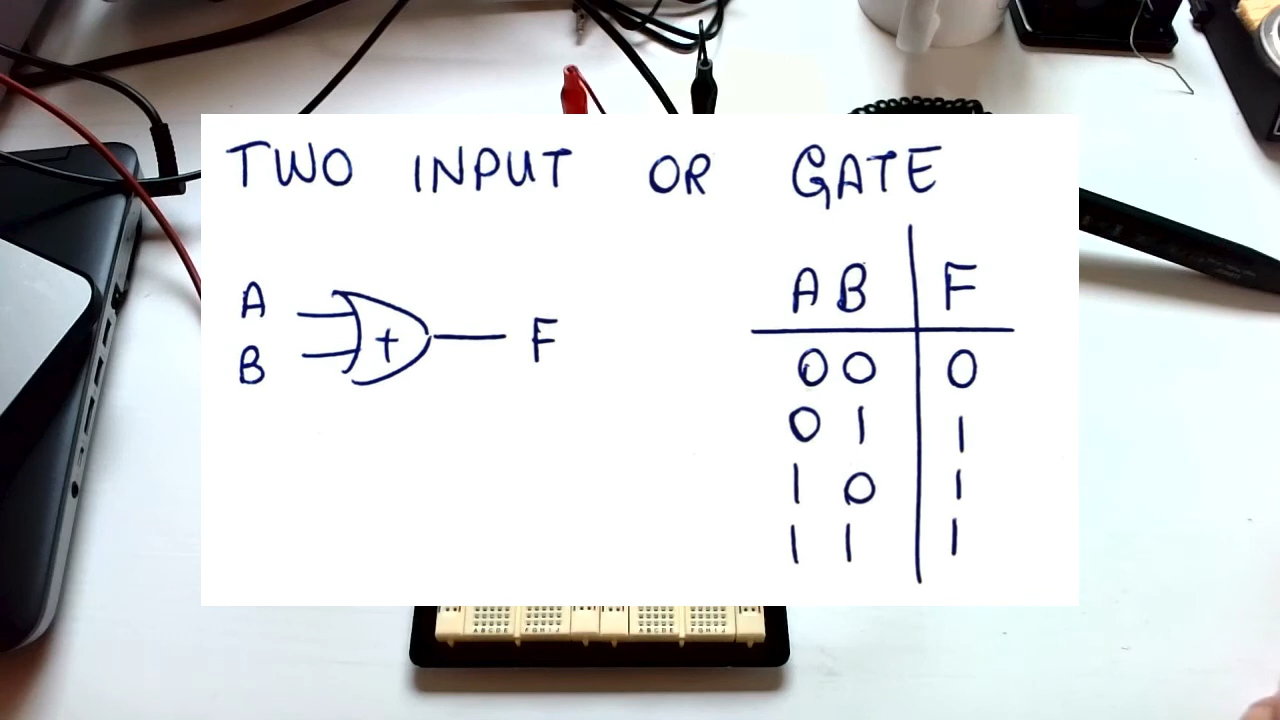 TWO INPUT OR GATE
A
B
+
F
A B F
0 0 0
0 1 1
1 0 1
1 1 1
A B C D E F G H I J A B C D E F G H I J